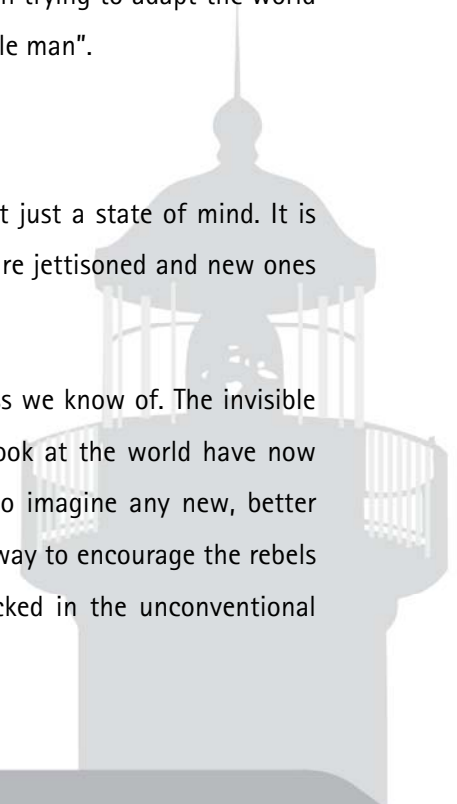 trying to adapt the world
le man”.
t just a state of mind. It is
re jettisoned and new ones
s we know of. The invisible
ook at the world have now
o imagine any new, better
way to encourage the rebels
cked in the unconventional